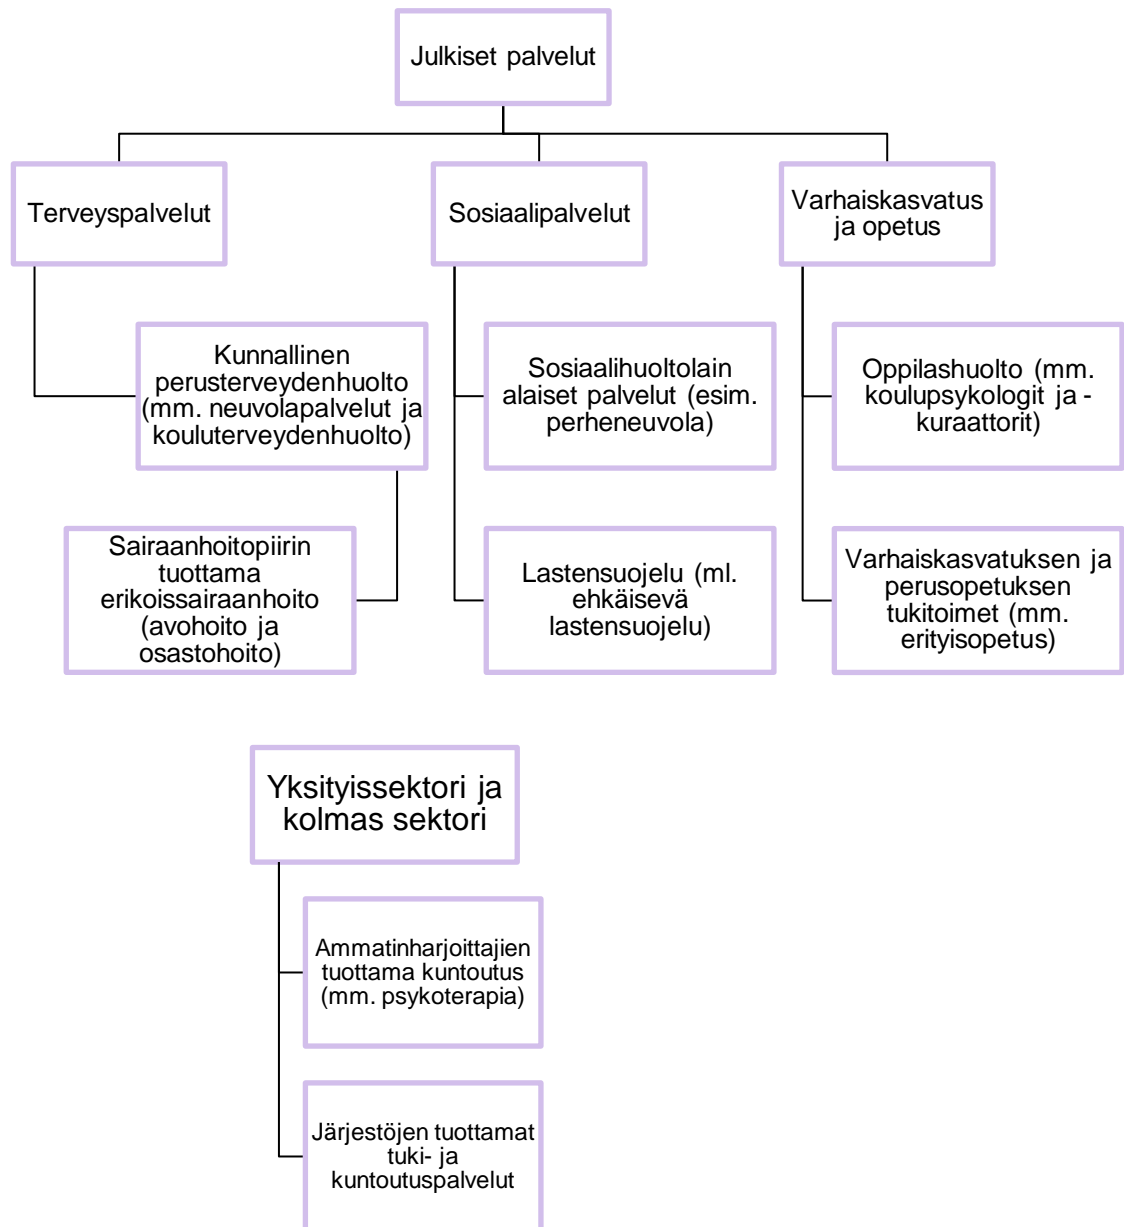 Julkiset palvelut
Terveyspalvelut
Sosiaalipalvelut
Varhaiskasvatus
ja opetus
Kunnallinen
perusterveydenhuolto
(mm. neuvolapalvelut ja
kouluterveydenhuolto)
Sosiaalihuoltolain
alaiset palvelut (esim.
perheneuvola)
Oppilashuolto (mm.
koulupsykologit ja -
kuraattorit)
Sairaanhoitopiirin
tuottama
erikoissairaanhoito
(avohoito ja
osastohoito)
Lastensuojelu (ml.
ehkäisevä
lastensuojelu)
Varhaiskasvatuksen ja
perusopetuksen
tukitoimet (mm.
erityisopetus)
Yksityissektori ja
kolmas sektori
Ammatinharjoittajien
tuottama kuntoutus
(mm. psykoterapia)
Järjestöjen tuottamat
tuki- ja
kuntoutuspalvelut